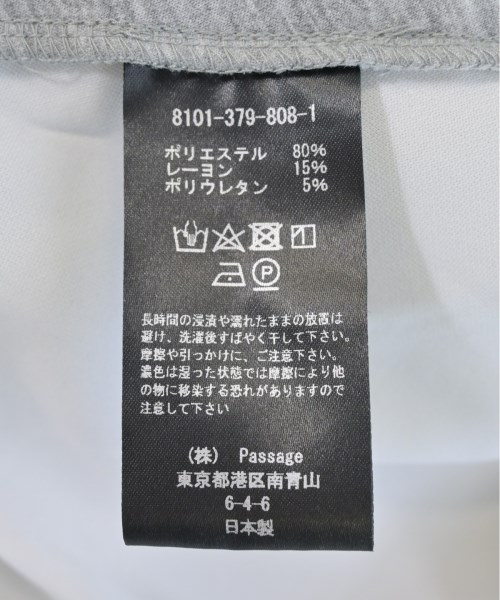 8101-379-808-1
ポリエステル 80%
レーヨン 15%
ポリウレタン 5%
P
長時間の浸漬や濡れたままの放置は
避け、洗濯後すばやく干して下さい。
摩擦や引っかけに、ご注意下さい。
濃色は湿った状態では摩擦により他
の物に移染する恐れがありますので
注意して下さい
(株) Passage
東京都港区南青山
6-4-6
日本製